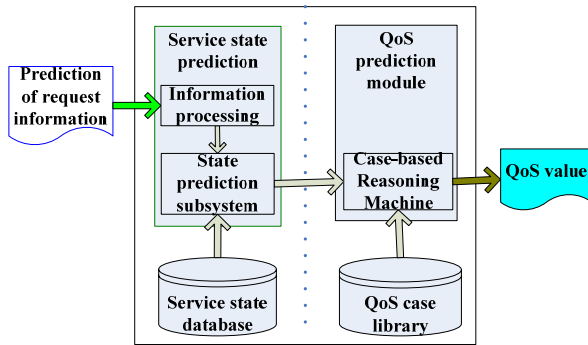 Prediction
of request
information
Service state
prediction
Information
processing
State
prediction
subsystem
Service state
database
QoS
prediction
module
Case-based
Reasoning
Machine
QoS case
library
QoS value